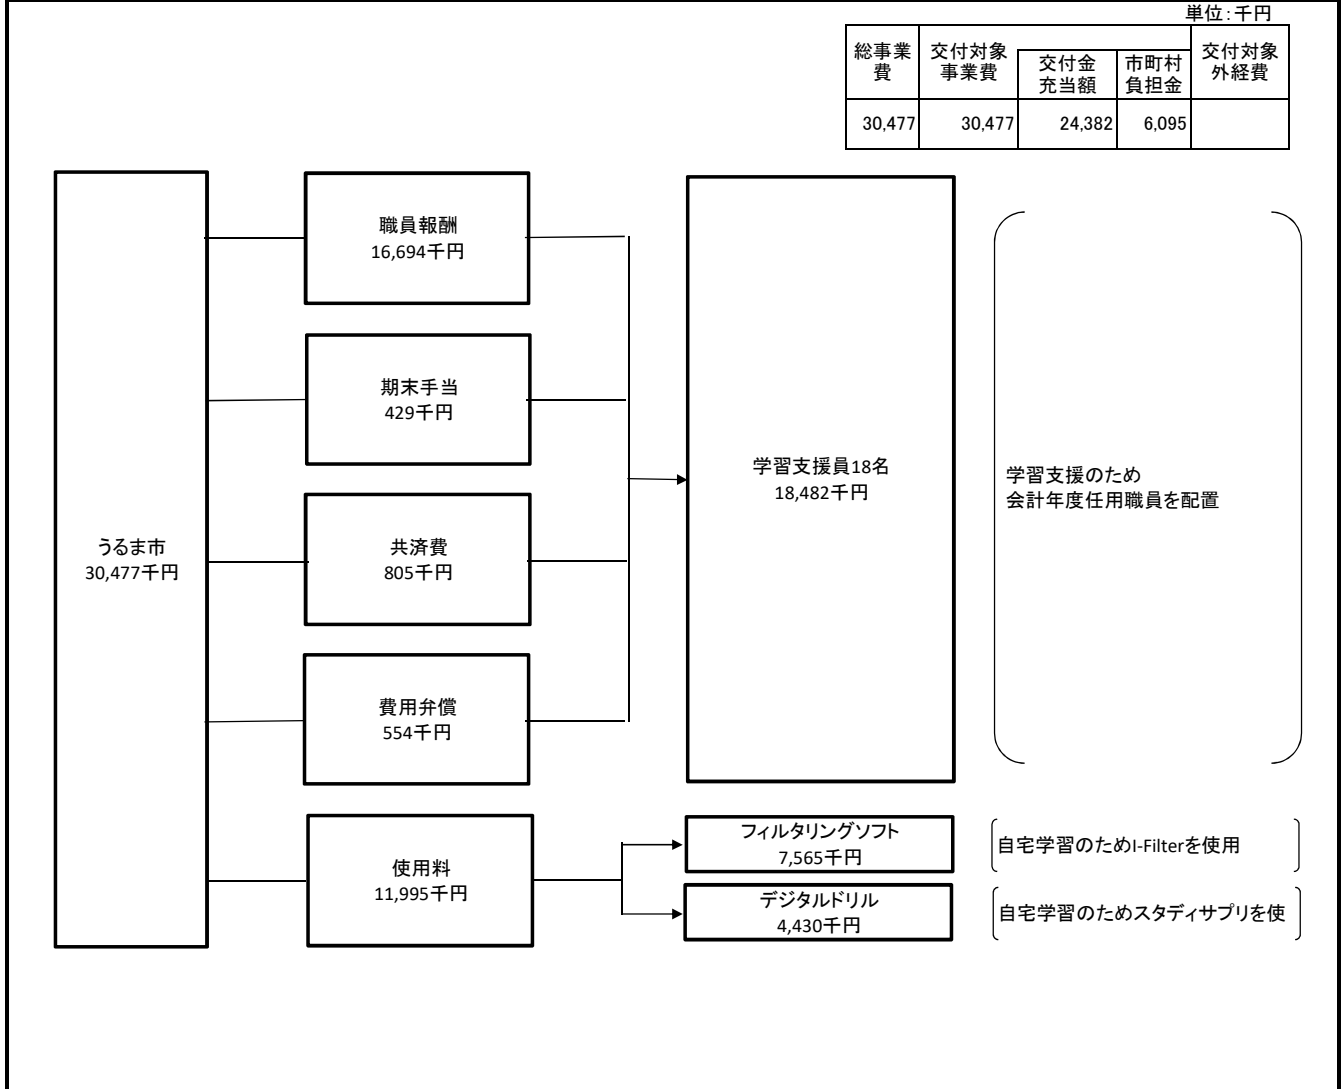 単位：千円
総事業
費
交付対象
事業費
交付金
充当額
市町村
負担金
交付対象
外経費
30,477
30,477
24,382
6,095
職員報酬
16,694千円
期末手当
429千円
学習支援員18名
18,482千円
学習支援のため
会計年度任用職員を配置
うるま市
30,477千円
共済費
805千円
費用弁償
554千円
使用料
11,995千円
フィルタリングソフト
7,565千円
自宅学習のためI-Filterを使用
デジタルドリル
4,430千円
自宅学習のためスタディサプリを使